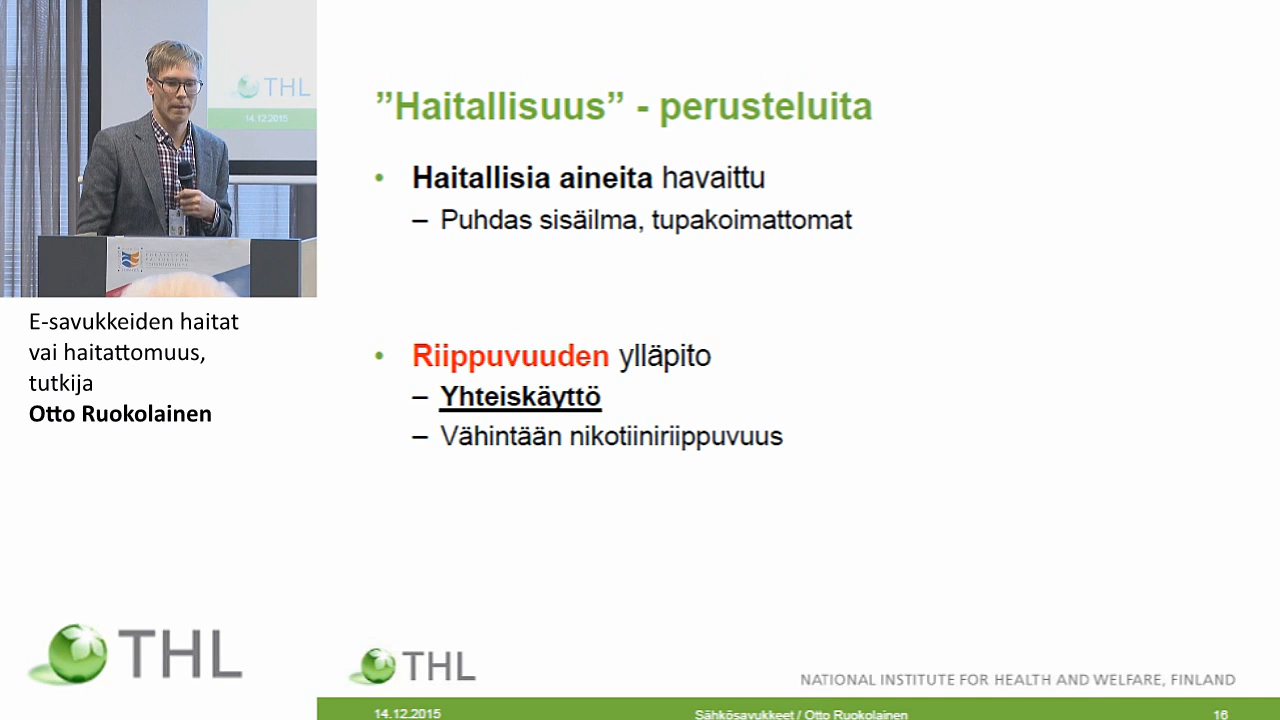 THL
14.12.2015
E-savukkeiden haitat
vai haitattomuus,
tutkija
Otto Ruokolainen
THL
”Haitallisuus” - perusteluita
• Haitallisia aineita havaittu
– Puhdas sisäilma, tupakoimattomat
• Riippuvuuden ylläpito
– Yhteiskäyttö
– Vähintään nikotiiniriippuvuus
THL
NATIONAL INSTITUTE FOR HEALTH AND WELFARE, FINLAND
14.12.2015 Sähkösavukkeet / Otto Ruokolainen 16